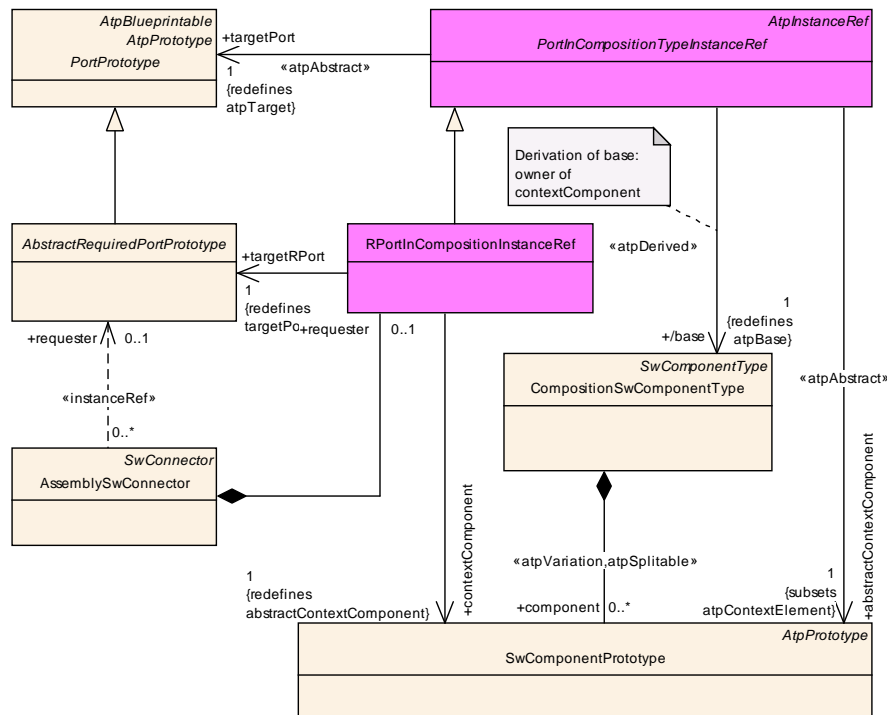 AtpBlueprintable
AtpPrototype
PortPrototype
+targetPort
1
{redefines
atpTarget}
«atpAbstract»
AtpInstanceRef
PortInCompositionTypeInstanceRef
Derivation of base:
owner of
contextComponent
«atpDerived»
AbstractRequiredPortPrototype
+targetRPort
1
{redefines
RPortInCompositionInstanceRef
+requester
0..1
+requester
0..1
«instanceRef»
0..*
1
{redefines
atpBase}
+/base
SwComponentType
CompositionSwComponentType
«atpAbstract»
SwConnector
AssemblySwConnector
1
{redefines
abstractContextComponent}
+contextComponent
«atpVariation,atpSplitable»
+component
0..*
1
{subsets
atpContextElement}
+abstractContextComponent
AtpPrototype
SwComponentPrototype